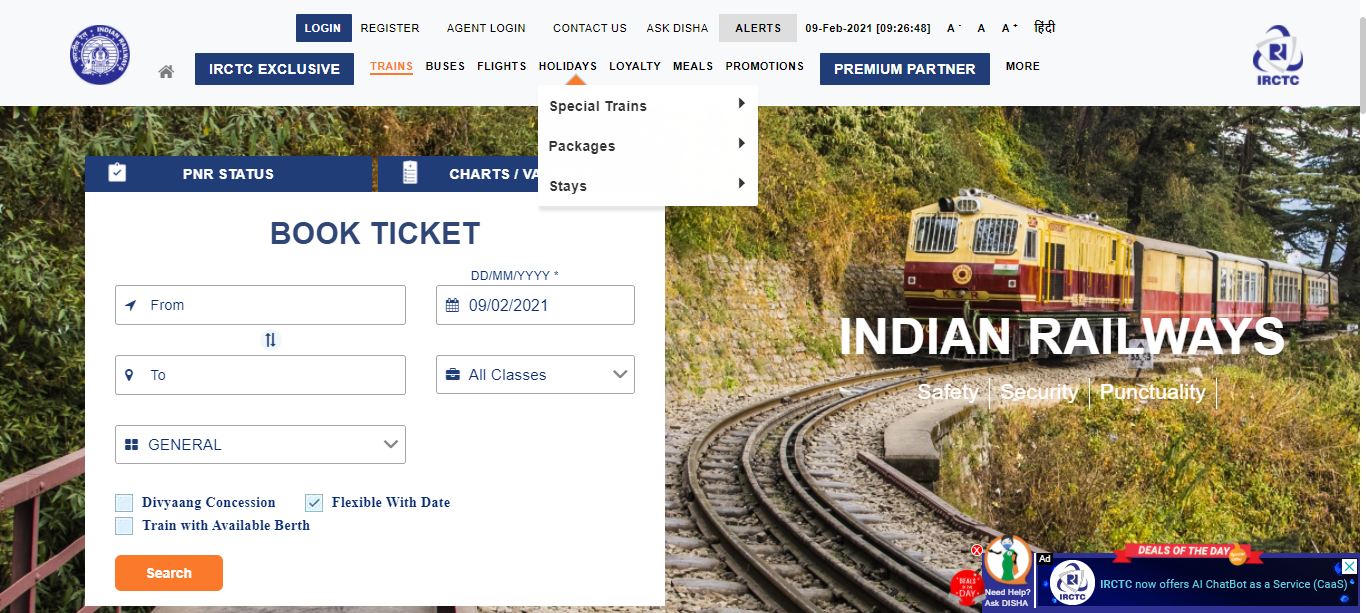 LOGIN REGISTER AGENT LOGIN CONTACT US ASK DISHA ALERTS 09-Feb-2021 [09:26:48] A- A A+ हिंदी
IRCTC EXCLUSIVE TRAINS BUSES FLIGHTS HOLIDAYS LOYALTY MEALS PROMOTIONS PREMIUM PARTNER MORE
IRCTC
Special Trains
Packages
Stays
PNR STATUS CHARTS / VA
BOOK TICKET
DD/MM/YYYY *
From 09/02/2021
To All Classes
GENERAL
Divyaang Concession Flexible With Date
Train with Available Berth
Search
INDIAN RAILWAYS
Safety Security Punctuality
DEALS OF THE DAY
Need Help?
Ask DISHA
Ad
IRCTC
IRCTC now offers AI ChatBot as a Service (CaaS)